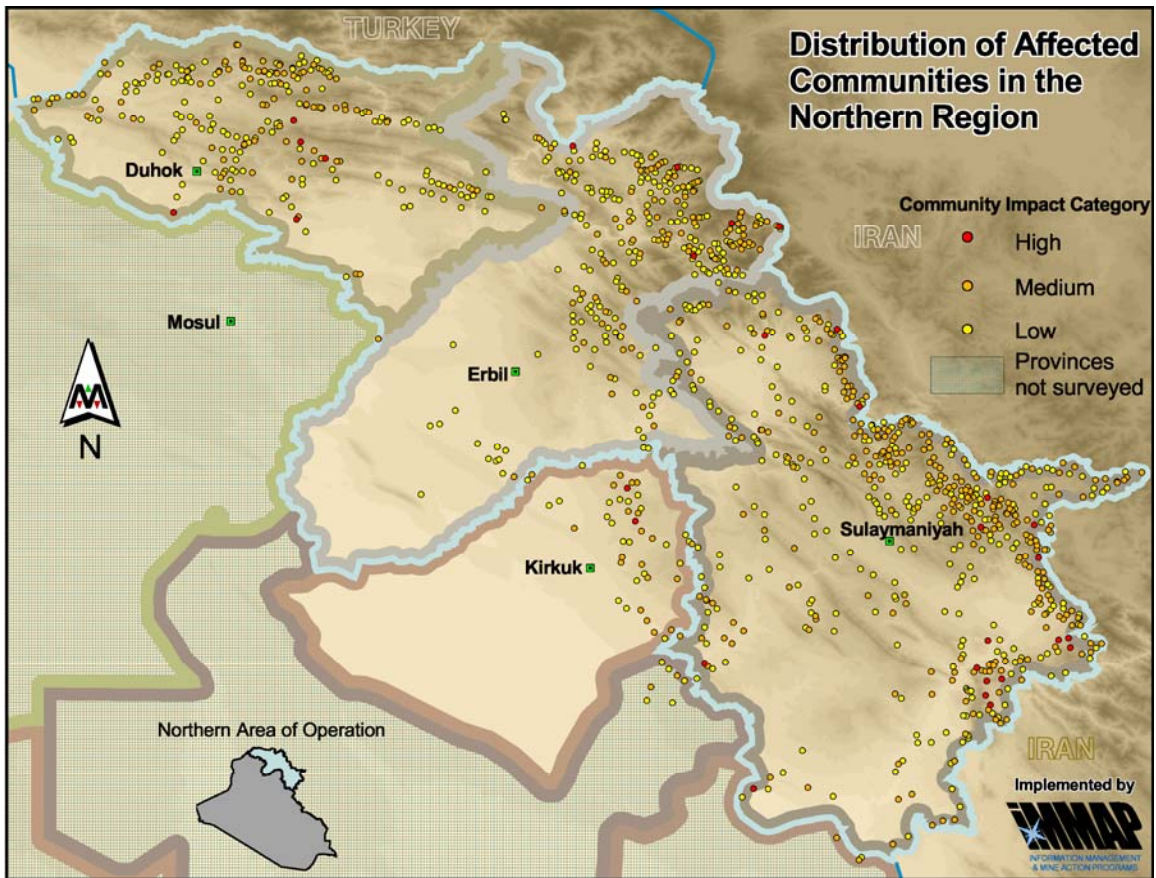 TURKEY
Distribution of Affected
Communities in the
Northern Region
Duhok
Community Impact Category
IRAN
High
Medium
Low
Provinces
not surveyed
Mosul
Erbil
N
Sulaymaniyah
Kirkuk
Northern Area of Operation
IRAN
Implemented by
iMMAP
INFORMATION MANAGEMENT
& MINE ACTION PROGRAMS